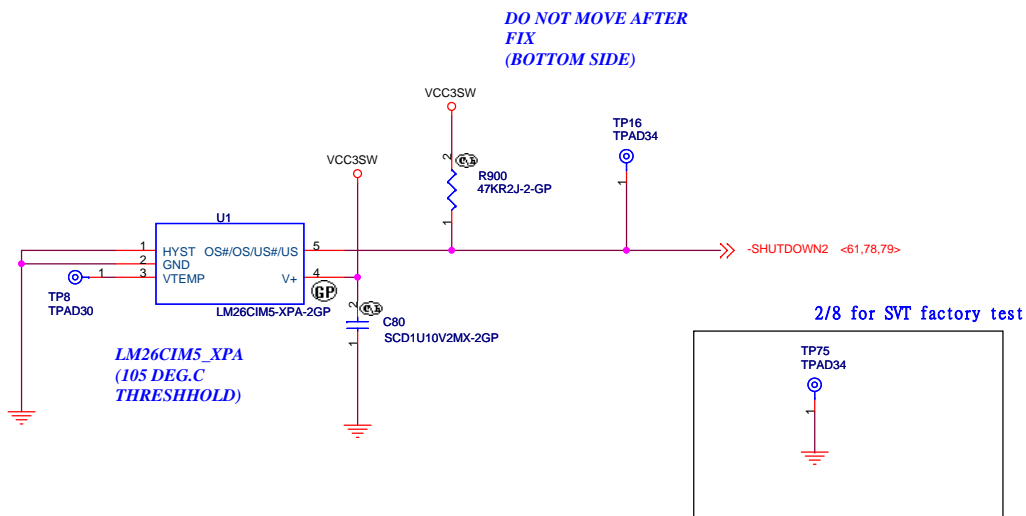 DO NOT MOVE AFTER
FIX
(BOTTOM SIDE)
VCC3SW
TP16
TPAD34
VCC3SW
2
R900
47KR2J-2-GP
1
1
U1
1
HYST
OS#/OS/US#/US
5
-SHUTDOWN2 <61,78,79>
2
GND
1
3
VTEMP
V+
4
GP
TP8
TPAD30
LM26CIM5-XPA-2GP
2
C80
SCD1U10V2MX-2GP
1
LM26CIM5_XPA
(105 DEG.C
THRESHHOLD)
2/8 for SVT factory test
TP75
TPAD34
1